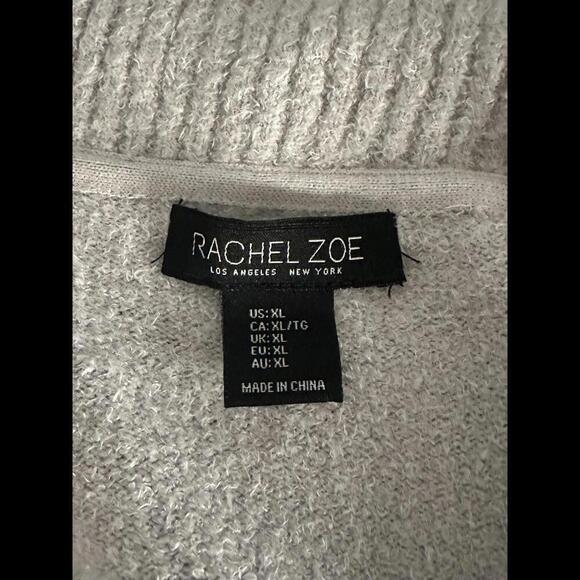 RACHEL ZOE
LOS ANGELES NEW YORK
US: XL
CA: XL/TG
UK: XL
EU: XL
AU: XL
MADE IN CHINA